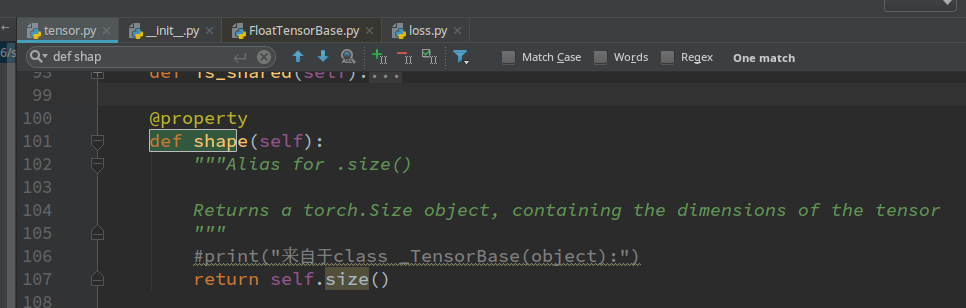 tensor.py × __init__.py × FloatTensorBase.py × loss.py ×
def shap Match Case Words Regex One match
def is_shared(self):...
99
100 @property
101 def shape(self):
102 """Alias for .size()
103
104 Returns a torch.Size object, containing the dimensions of the tensor
105 """
106 #print("来自于class _TensorBase(object):")
107 return self.size()
108